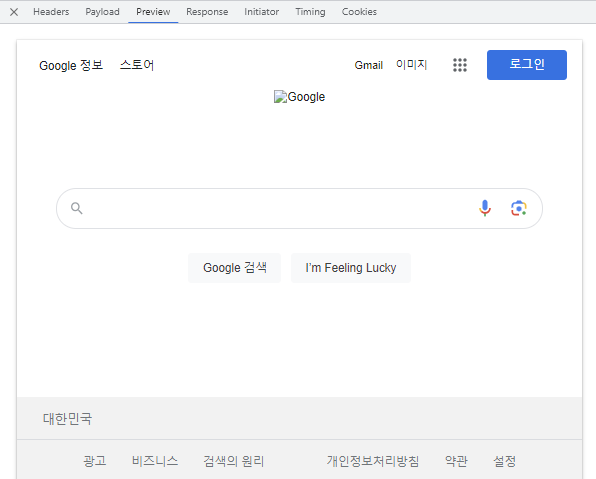 Headers Payload Preview Response Initiator Timing Cookies
Google 정보 스토어 Gmail 이미지 로그인
Google
Google 검색 I'm Feeling Lucky
대한민국
광고 비즈니스 검색의 원리 개인정보처리방침 약관 설정